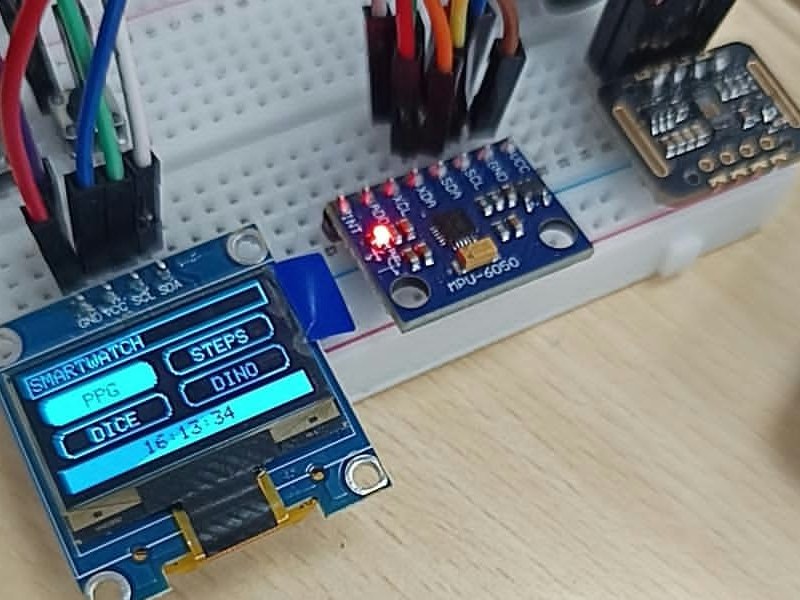 VCC
GND
SCL
SDA
XDA
XCL
ADO
INT
MPU-6050
GND VCC SCL SDA
SMARTWATCH
PPG STEPS
DICE DINO
16:13:34